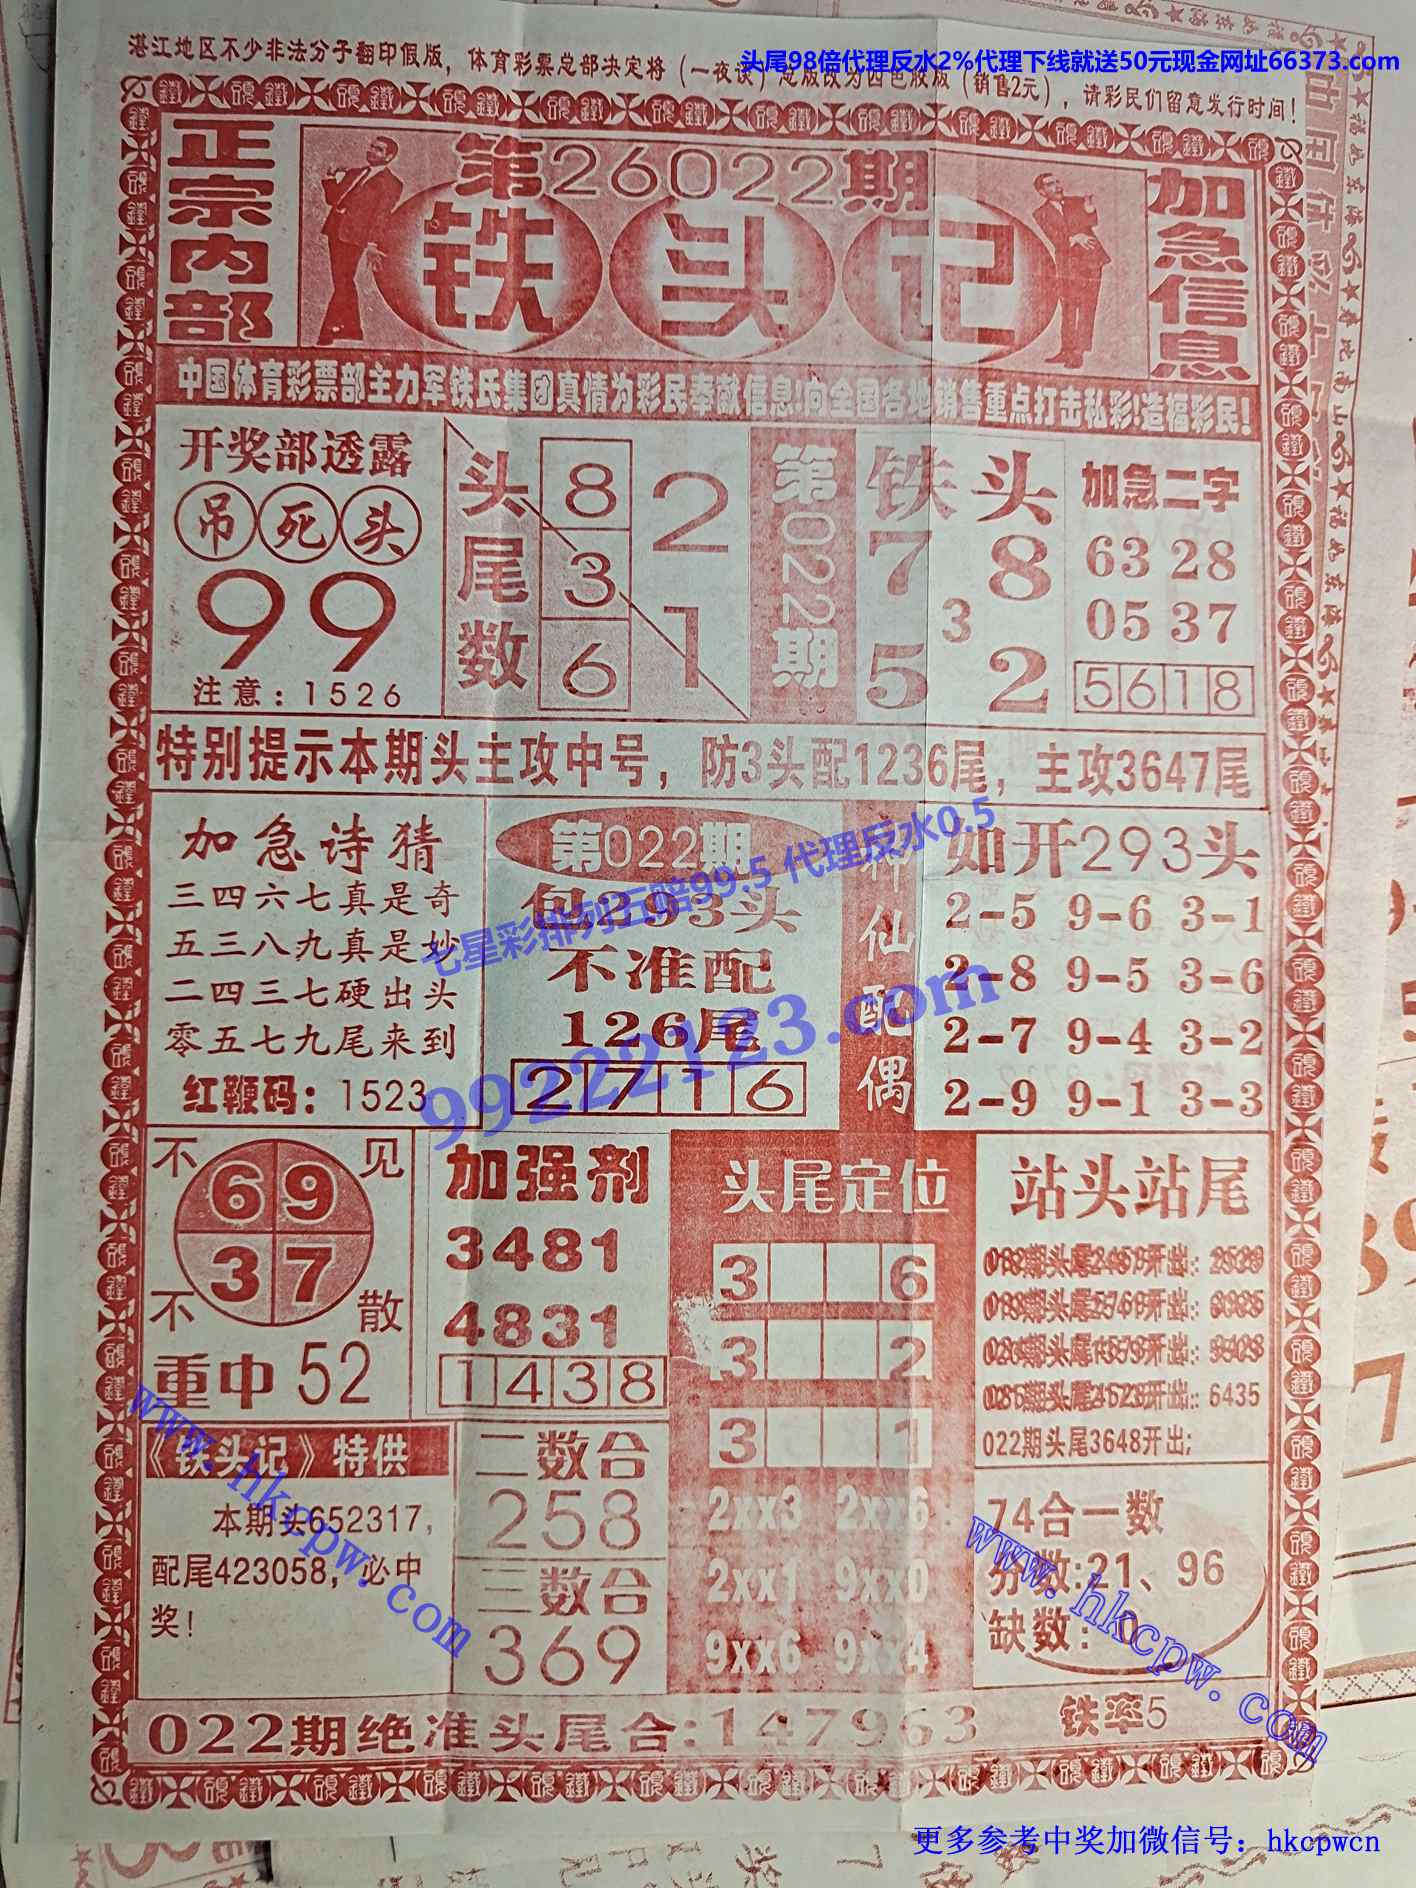 头尾98倍代理反水2%代理下线就送50元现金网址66373.com
湛江地区不少非法分子翻印假版，体育彩票总部决定将（一夜谈）总版改为四色胶版（销售2元），请彩民们留意发行时间！
正宗内部
第26022期
铁头记
加急信息
中国体育彩票部主力军铁氏集团真情为彩民奉献信息!向全国各地销售重点打击私彩!造福彩民!
开奖部透露
吊死头
99
注意：1526
头尾数
8
3
6
2
1
第022期
铁头
7 8
3
5 2
加急二字
63 28
05 37
5618
特别提示本期头主攻中号，防3头配1236尾，主攻3647尾
加急诗猜
三四六七真是奇
五三八九真是妙
二四三七硬出头
零五七九尾来到
红鞭码：1523
第022期
包293头
不准配
126尾
2716
神仙配偶
如开293头
2-5 9-6 3-1
2-8 9-5 3-6
2-7 9-4 3-2
2-9 9-1 3-3
七星彩排列五赔99.5 代理反水0.5
99222123.com
不见
69
37
不散
重中52
加强剂
3481
4831
1438
头尾定位
3 6
3 2
3 1
2xx3 2xx6
2xx1 9xx0
9xx6 9xx4
站头站尾
6435
022期头尾3648开出;
《铁头记》特供
本期头652317，
配尾423058，必中
奖！
二数合
258
三数合
369
74合一数
分数:21、96
缺数：0
022期绝准头尾合:147963
铁率5
www.hkcpw.com
www.hkcpw.com
更多参考中奖加微信号：hkcpwcn